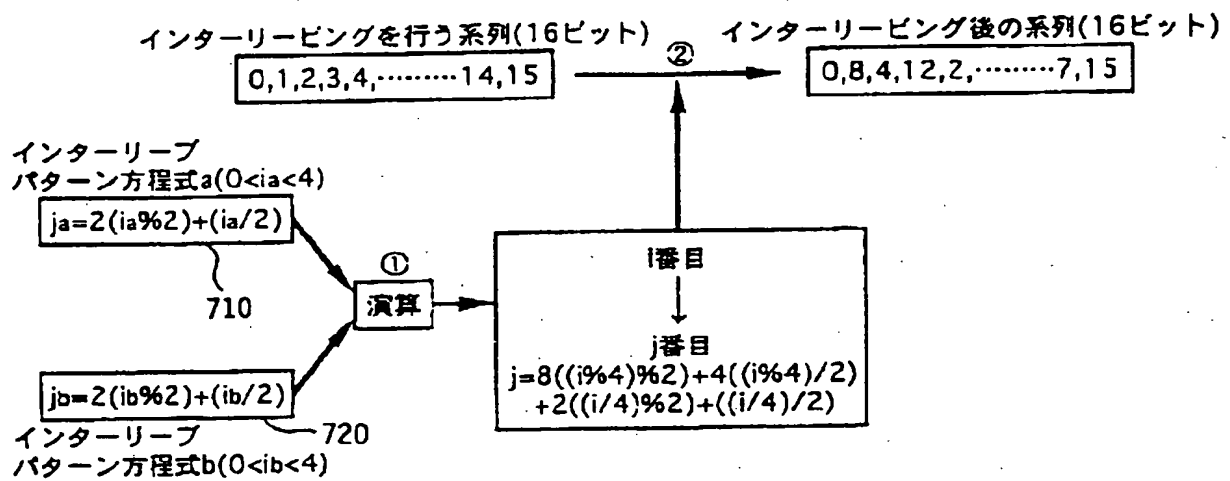 インターリービングを行う系列(16ビット)
インターリービング後の系列(16ビット)
②
0,1,2,3,4,………14,15
0,8,4,12,2,………7,15
インターリーブ
パターン方程式a(0<ia<4)
ja=2(ia%2)+(ia/2)
710
①
演算
i番目
j番目
j=8((i%4)%2)+4((i%4)/2)
+2((i/4)%2)+((i/4)/2)
jb=2(ib%2)+(ib/2)
720
インターリーブ
パターン方程式b(0<ib<4)